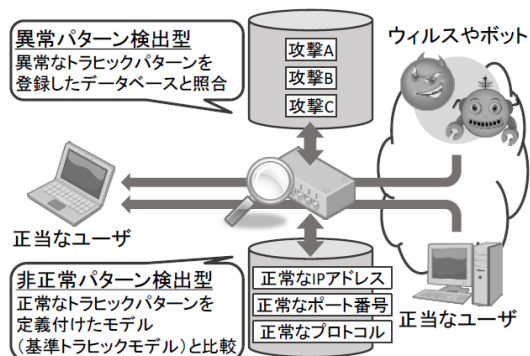 異常パターン検出型
異常なトラヒックパターンを
登録したデータベースと照合
攻撃A
攻撃B
攻撃C
ウィルスやボット
正当なユーザ
非正常パターン検出型
正常なトラヒックパターンを
定義付けたモデル
(基準トラヒックモデル)と比較
正常なIPアドレス
正常なポート番号
正常なプロトコル
正当なユーザ